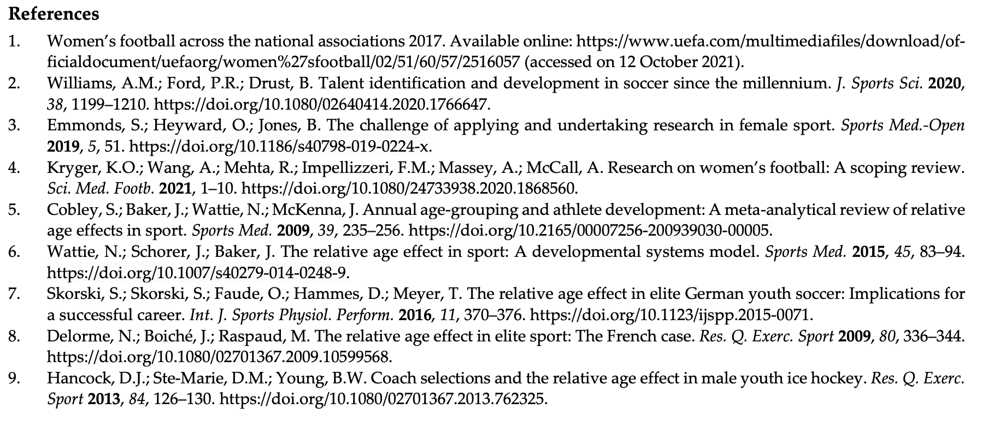 References
1. Women's football across the national associations 2017. Available online: https://www.uefa.com/multimediafiles/download/of-
ficialdocument/uefaorg/women%27sfootball/02/51/60/57/2516057 (accessed on 12 October 2021).
2. Williams, A.M.; Ford, P.R.; Drust, B. Talent identification and development in soccer since the millennium. J. Sports Sci. 2020,
38, 1199–1210. https://doi.org/10.1080/02640414.2020.1766647.
3. Emmonds, S.; Heyward, O.; Jones, B. The challenge of applying and undertaking research in female sport. Sports Med.-Open
2019, 5, 51. https://doi.org/10.1186/s40798-019-0224-x.
4. Kryger, K.O.; Wang, A.; Mehta, R.; Impellizzeri, F.M.; Massey, A.; McCall, A. Research on women's football: A scoping review.
Sci. Med. Footb. 2021, 1–10. https://doi.org/10.1080/24733938.2020.1868560.
5. Cobley, S.; Baker, J.; Wattie, N.; McKenna, J. Annual age-grouping and athlete development: A meta-analytical review of relative
age effects in sport. Sports Med. 2009, 39, 235–256. https://doi.org/10.2165/00007256-200939030-00005.
6. Wattie, N.; Schorer, J.; Baker, J. The relative age effect in sport: A developmental systems model. Sports Med. 2015, 45, 83–94.
https://doi.org/10.1007/s40279-014-0248-9.
7. Skorski, S.; Skorski, S.; Faude, O.; Hammes, D.; Meyer, T. The relative age effect in elite German youth soccer: Implications for
a successful career. Int. J. Sports Physiol. Perform. 2016, 11, 370–376. https://doi.org/10.1123/ijspp.2015-0071.
8. Delorme, N.; Boiché, J.; Raspaud, M. The relative age effect in elite sport: The French case. Res. Q. Exerc. Sport 2009, 80, 336–344.
https://doi.org/10.1080/02701367.2009.10599568.
9. Hancock, D.J.; Ste-Marie, D.M.; Young, B.W. Coach selections and the relative age effect in male youth ice hockey. Res. Q. Exerc.
Sport 2013, 84, 126–130. https://doi.org/10.1080/02701367.2013.762325.